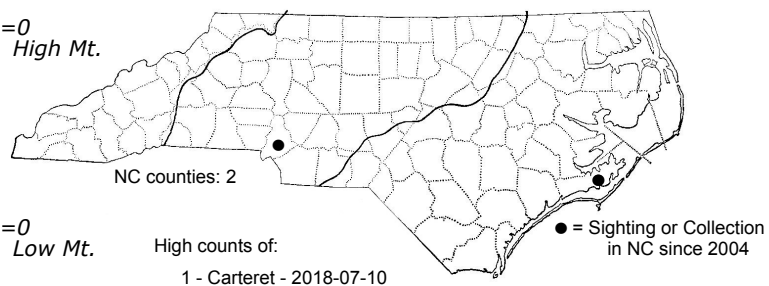 =0
High Mt.
NC counties: 2
=0
Low Mt.
High counts of:
1 - Carteret - 2018-07-10
● = Sighting or Collection
in NC since 2004